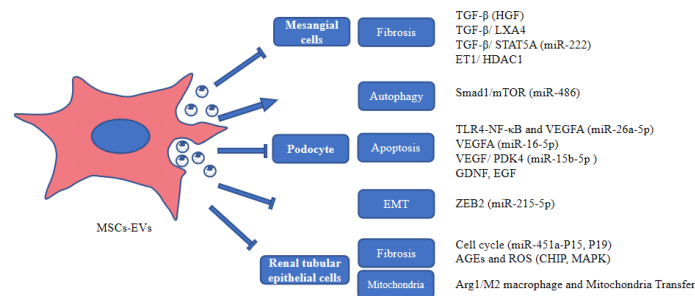 Mesangial
cells
Fibrosis
TGF-β (HGF)
TGF-β/ LXA4
TGF-β/ STAT5A (miR-222)
ET1/ HDAC1
Autophagy
Smad1/mTOR (miR-486)
Podocyte
Apoptosis
TLR4-NF-κB and VEGFA (miR-26a-5p)
VEGFA (miR-16-5p)
VEGF/ PDK4 (miR-15b-5p )
GDNF, EGF
EMT
ZEB2 (miR-215-5p)
MSCs-EVs
Renal tubular
epithelial cells
Fibrosis
Cell cycle (miR-451a-P15, P19)
AGEs and ROS (CHIP, MAPK)
Mitochondria
Arg1/M2 macrophage and Mitochondria Transfer